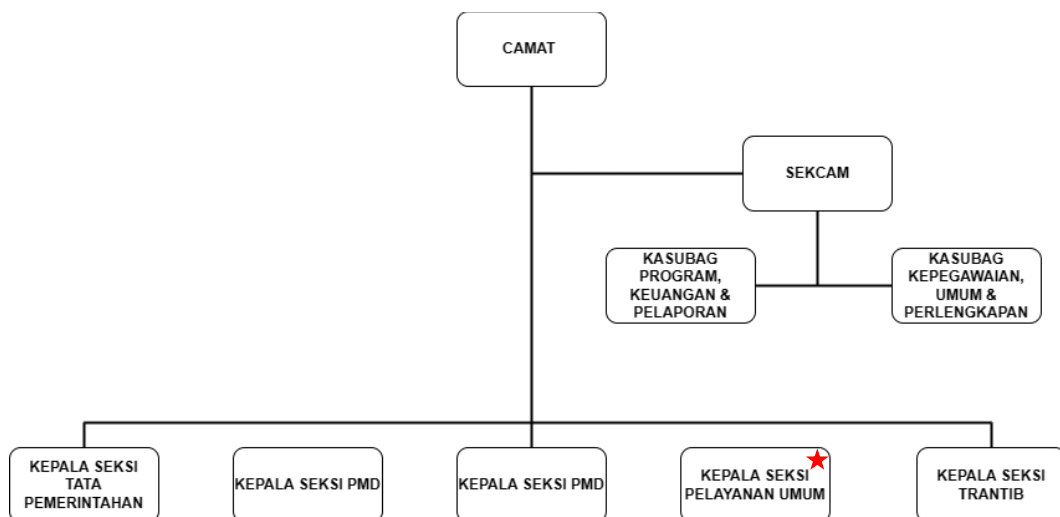 CAMAT
SEKCAM
KASUBAG
PROGRAM,
KEUANGAN &
PELAPORAN
KASUBAG
KEPEGAWAIAN,
UMUM &
PERLENGKAPAN
KEPALA SEKSI
TATA
PEMERINTAHAN
KEPALA SEKSI PMD
KEPALA SEKSI PMD
KEPALA SEKSI
PELAYANAN UMUM
KEPALA SEKSI
TRANTIB